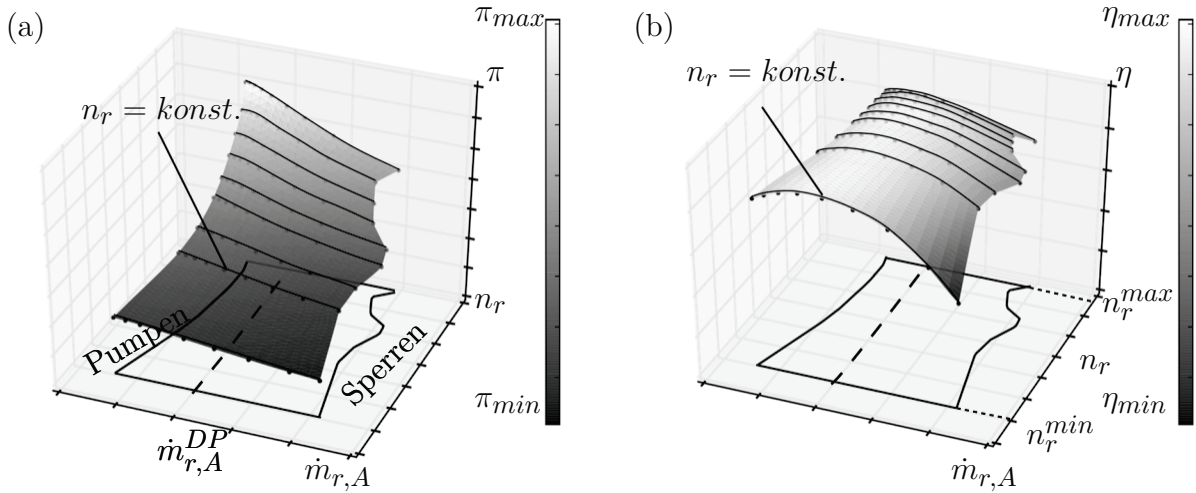 (a)
π_max
π
n_r = konst.
n_r
Pumpen
Sperren
π_min
ṁ_{r,A}^{DP}
ṁ_{r,A}
(b)
η_max
η
n_r = konst.
n_r^{max}
n_r
η_min
n_r^{min}
ṁ_{r,A}